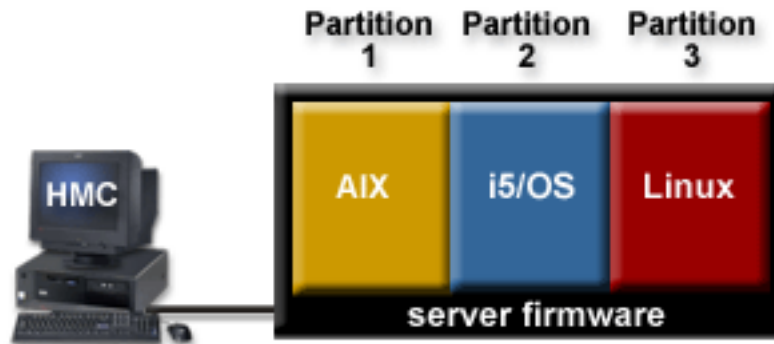 Partition Partition Partition
1 2 3
HMC AIX i5/OS Linux
server firmware